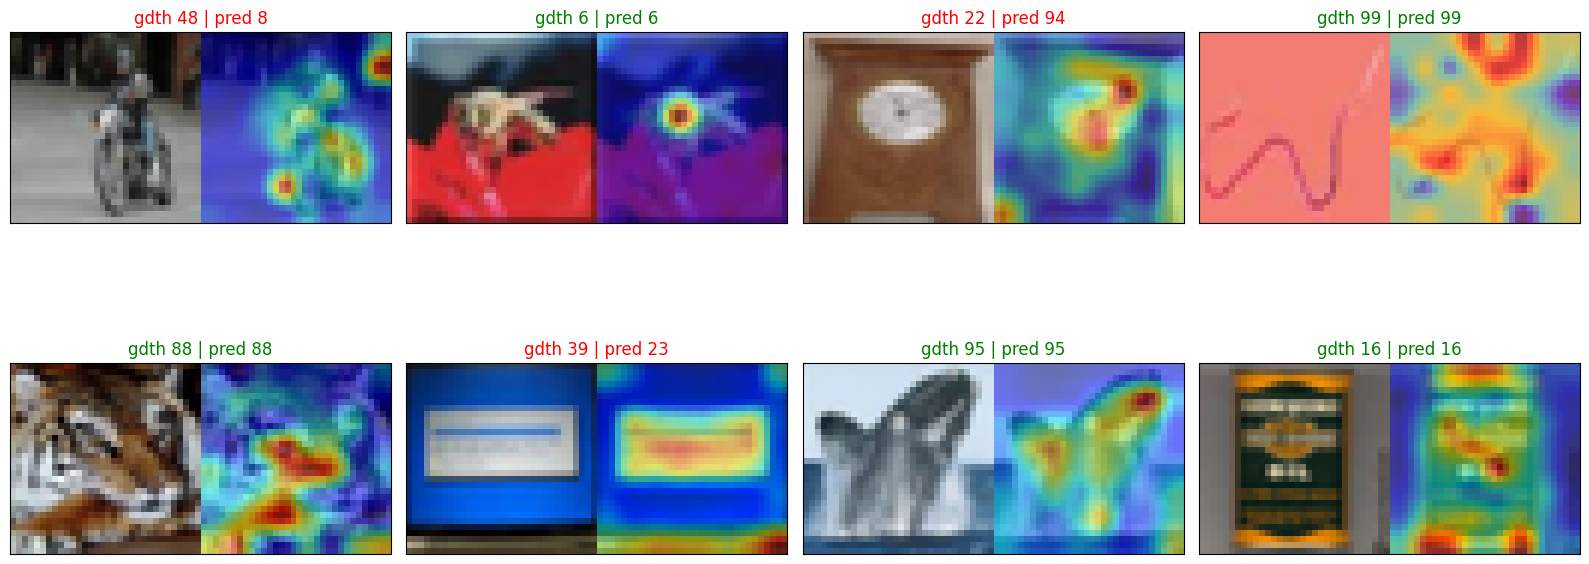 gdth 48 | pred 8
gdth 6 | pred 6
gdth 22 | pred 94
gdth 99 | pred 99
gdth 88 | pred 88
gdth 39 | pred 23
gdth 95 | pred 95
gdth 16 | pred 16